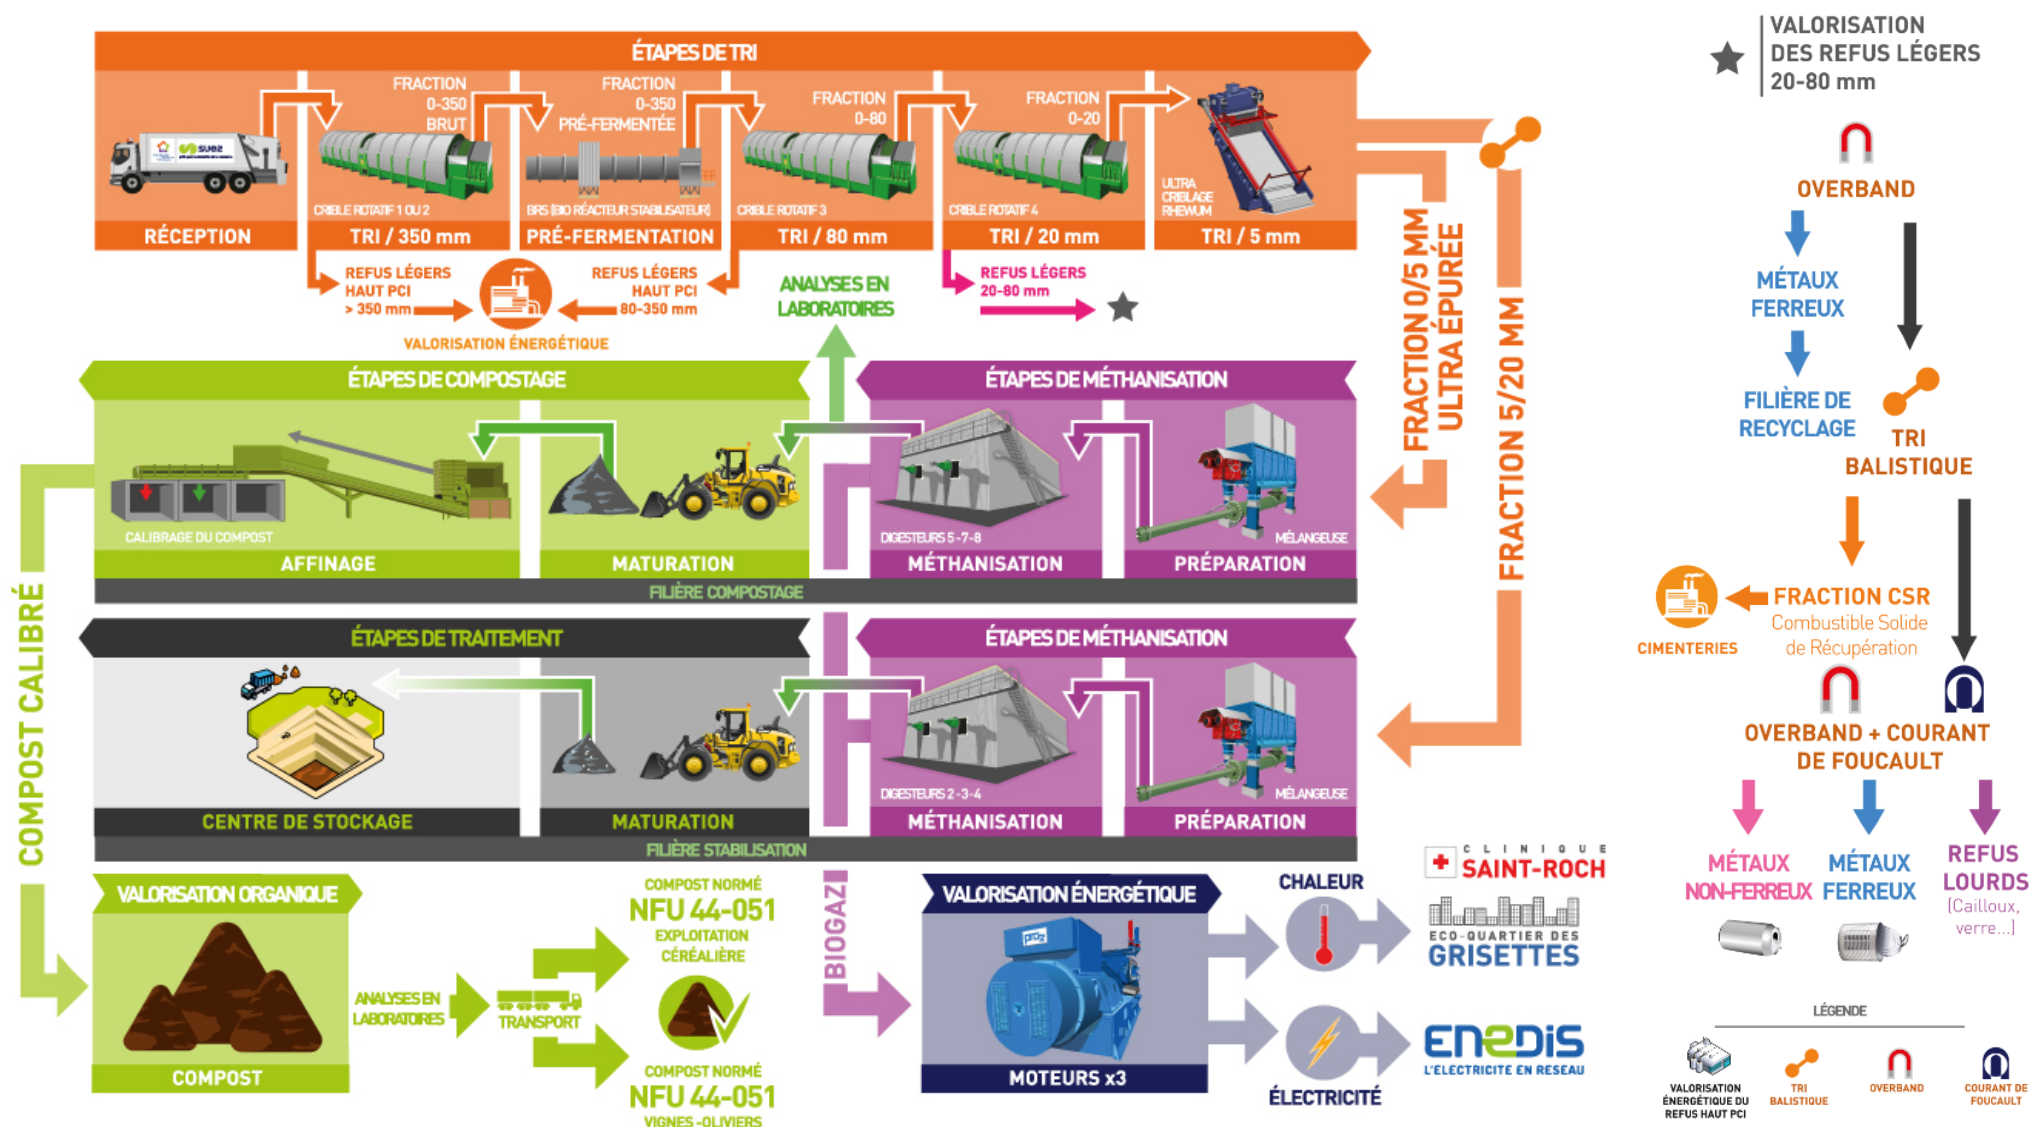 ÉTAPES DE TRI
FRACTION
0-350
BRUT
FRACTION
0-350
PRÉ-FERMENTÉE
FRACTION
0-80
FRACTION
0-20
suez
CRIBLE ROTATIF 1 OU 2
BRS (BIO RÉACTEUR STABILISATEUR)
CRIBLE ROTATIF 3
CRIBLE ROTATIF 4
ULTRA
CRIBLAGE
RHEWUM
RÉCEPTION
TRI / 350 mm
PRÉ-FERMENTATION
TRI / 80 mm
TRI / 20 mm
TRI / 5 mm
REFUS LÉGERS
HAUT PCI
> 350 mm
REFUS LÉGERS
HAUT PCI
80-350 mm
VALORISATION ÉNERGÉTIQUE
ANALYSES EN
LABORATOIRES
REFUS LÉGERS
20-80 mm
FRACTION 0/5 MM
ULTRA ÉPURÉE
FRACTION 5/20 MM
ÉTAPES DE COMPOSTAGE
ÉTAPES DE MÉTHANISATION
CALIBRAGE DU COMPOST
DIGESTEURS 5-7-8
MÉLANGEUSE
AFFINAGE
MATURATION
MÉTHANISATION
PRÉPARATION
FILIÈRE COMPOSTAGE
ÉTAPES DE TRAITEMENT
ÉTAPES DE MÉTHANISATION
DIGESTEURS 2-3-4
MÉLANGEUSE
CENTRE DE STOCKAGE
MATURATION
MÉTHANISATION
PRÉPARATION
FILIÈRE STABILISATION
COMPOST CALIBRÉ
BIOGAZ
VALORISATION ORGANIQUE
COMPOST
ANALYSES EN
LABORATOIRES
TRANSPORT
COMPOST NORMÉ
NFU 44-051
EXPLOITATION
CÉRÉALIÈRE
COMPOST NORMÉ
NFU 44-051
VIGNES -OLIVIERS
VALORISATION ÉNERGÉTIQUE
pro2
MOTEURS x3
CHALEUR
ÉLECTRICITÉ
CLINIQUE
SAINT-ROCH
ECO-QUARTIER DES
GRISETTES
ENEDIS
L'ELECTRICITE EN RESEAU
VALORISATION
DES REFUS LÉGERS
20-80 mm
OVERBAND
MÉTAUX
FERREUX
FILIÈRE DE
RECYCLAGE
TRI
BALISTIQUE
FRACTION CSR
Combustible Solide
de Récupération
CIMENTERIES
OVERBAND + COURANT
DE FOUCAULT
MÉTAUX
NON-FERREUX
MÉTAUX
FERREUX
REFUS
LOURDS
(Cailloux,
verre...)
LÉGENDE
VALORISATION
ÉNERGÉTIQUE DU
REFUS HAUT PCI
TRI
BALISTIQUE
OVERBAND
COURANT DE
FOUCAULT